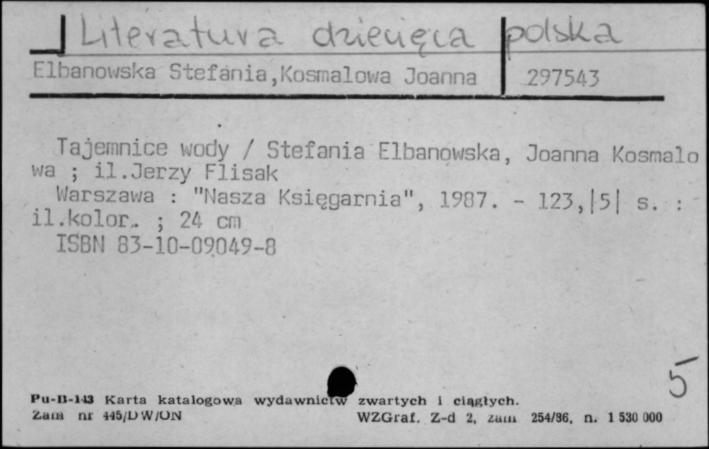 Literatura dziecięca polska
Elbanowska Stefania,Kosmalowa Joanna 297543
Tajemnice wody / Stefania Elbanowska, Joanna Kosmalo
wa ; il.Jerzy Flisak
Warszawa : "Nasza Księgarnia", 1987. - 123,|5| s. :
il.kolor. ; 24 cm
ISBN 83-10-09049-8
5
Pu-B-143 Karta katalogowa wydawnictw zwartych i ciągłych.
Zam nr 445/DW/ON WZGraf. Z-d 2, zam 254/86, n. 1 530 000